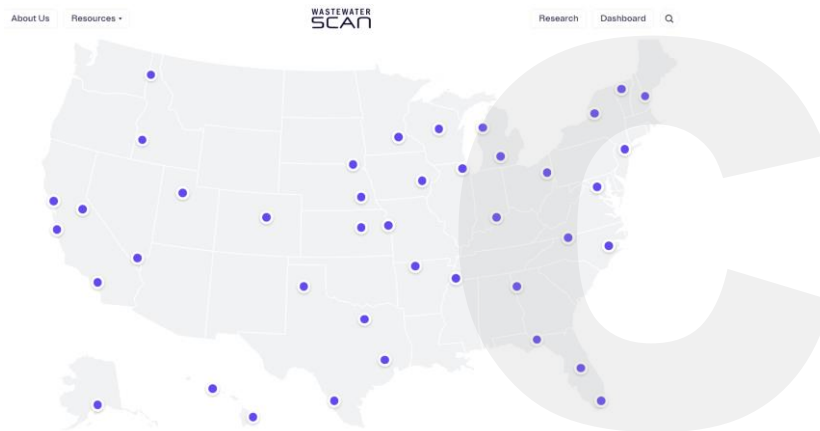 About Us
Resources
WASTEWATER
SCAN
Research
Dashboard
C